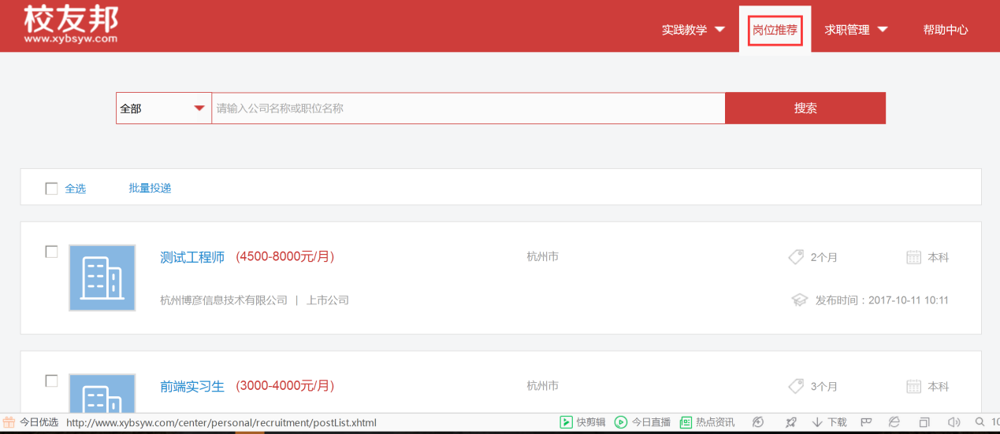 校友邦
www.xybsyw.com
实践教学 岗位推荐 求职管理 帮助中心
全部 请输入公司名称或职位名称 搜索
全选 批量投递
测试工程师 (4500-8000元/月) 杭州市 2个月 本科
杭州博彦信息技术有限公司 | 上市公司 发布时间：2017-10-11 10:11
前端实习生 (3000-4000元/月) 杭州市 3个月 本科
今日优选 http://www.xybsyw.com/center/personal/recruitment/postList.xhtml 快剪辑 今日直播 热点资讯 下载 10